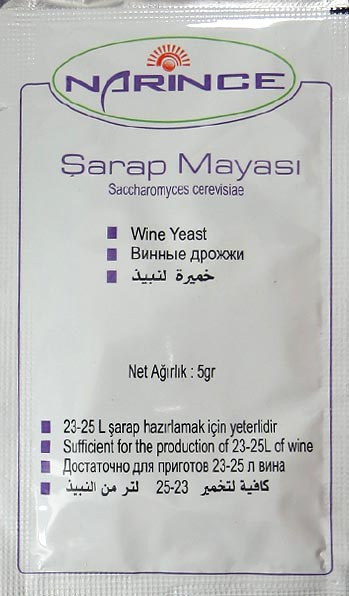 NARINCE
Şarap Mayası
Saccharomyces cerevisiae
Wine Yeast
Винные дрожжи
خميرة لنبيذ
Net Ağırlık : 5gr
23-25 L şarap hazırlamak için yeterlidir
Sufficient for the production of 23-25L of wine
Достаточно для приготов 23-25 л вина
كافية لتخمير 23-25 لتر من النبيذ